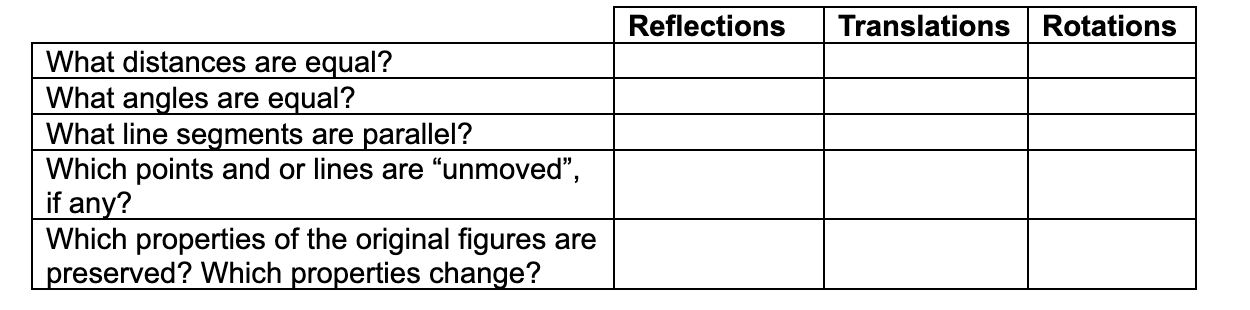 Reflections Translations Rotations
What distances are equal?
What angles are equal?
What line segments are parallel?
Which points and or lines are “unmoved”,
if any?
Which properties of the original figures are
preserved? Which properties change?